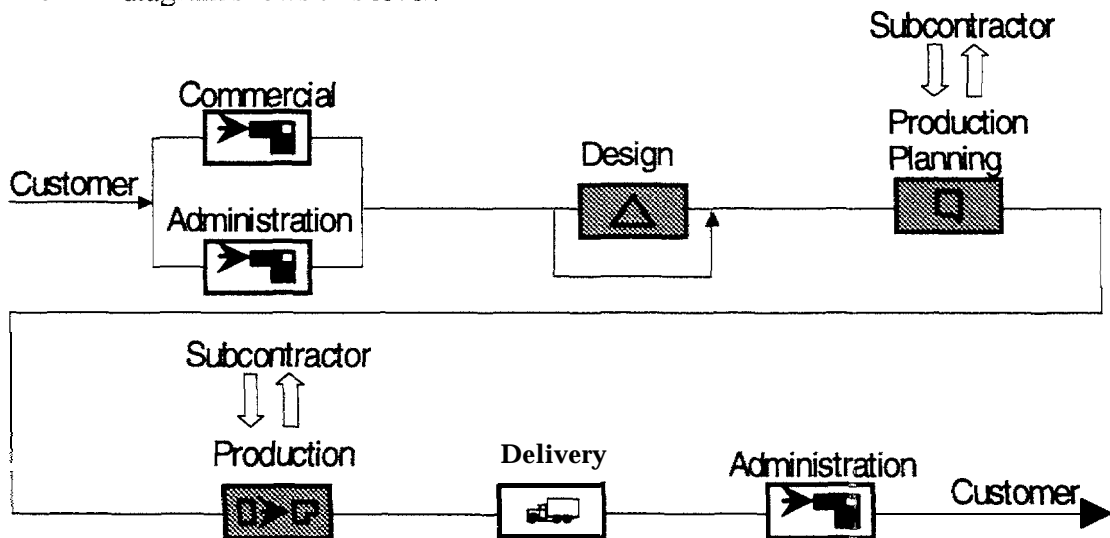 Subcontractor
Commercial
Production
Planning
Design
Customer
Administration
Subcontractor
Production
Delivery
Administration
Customer